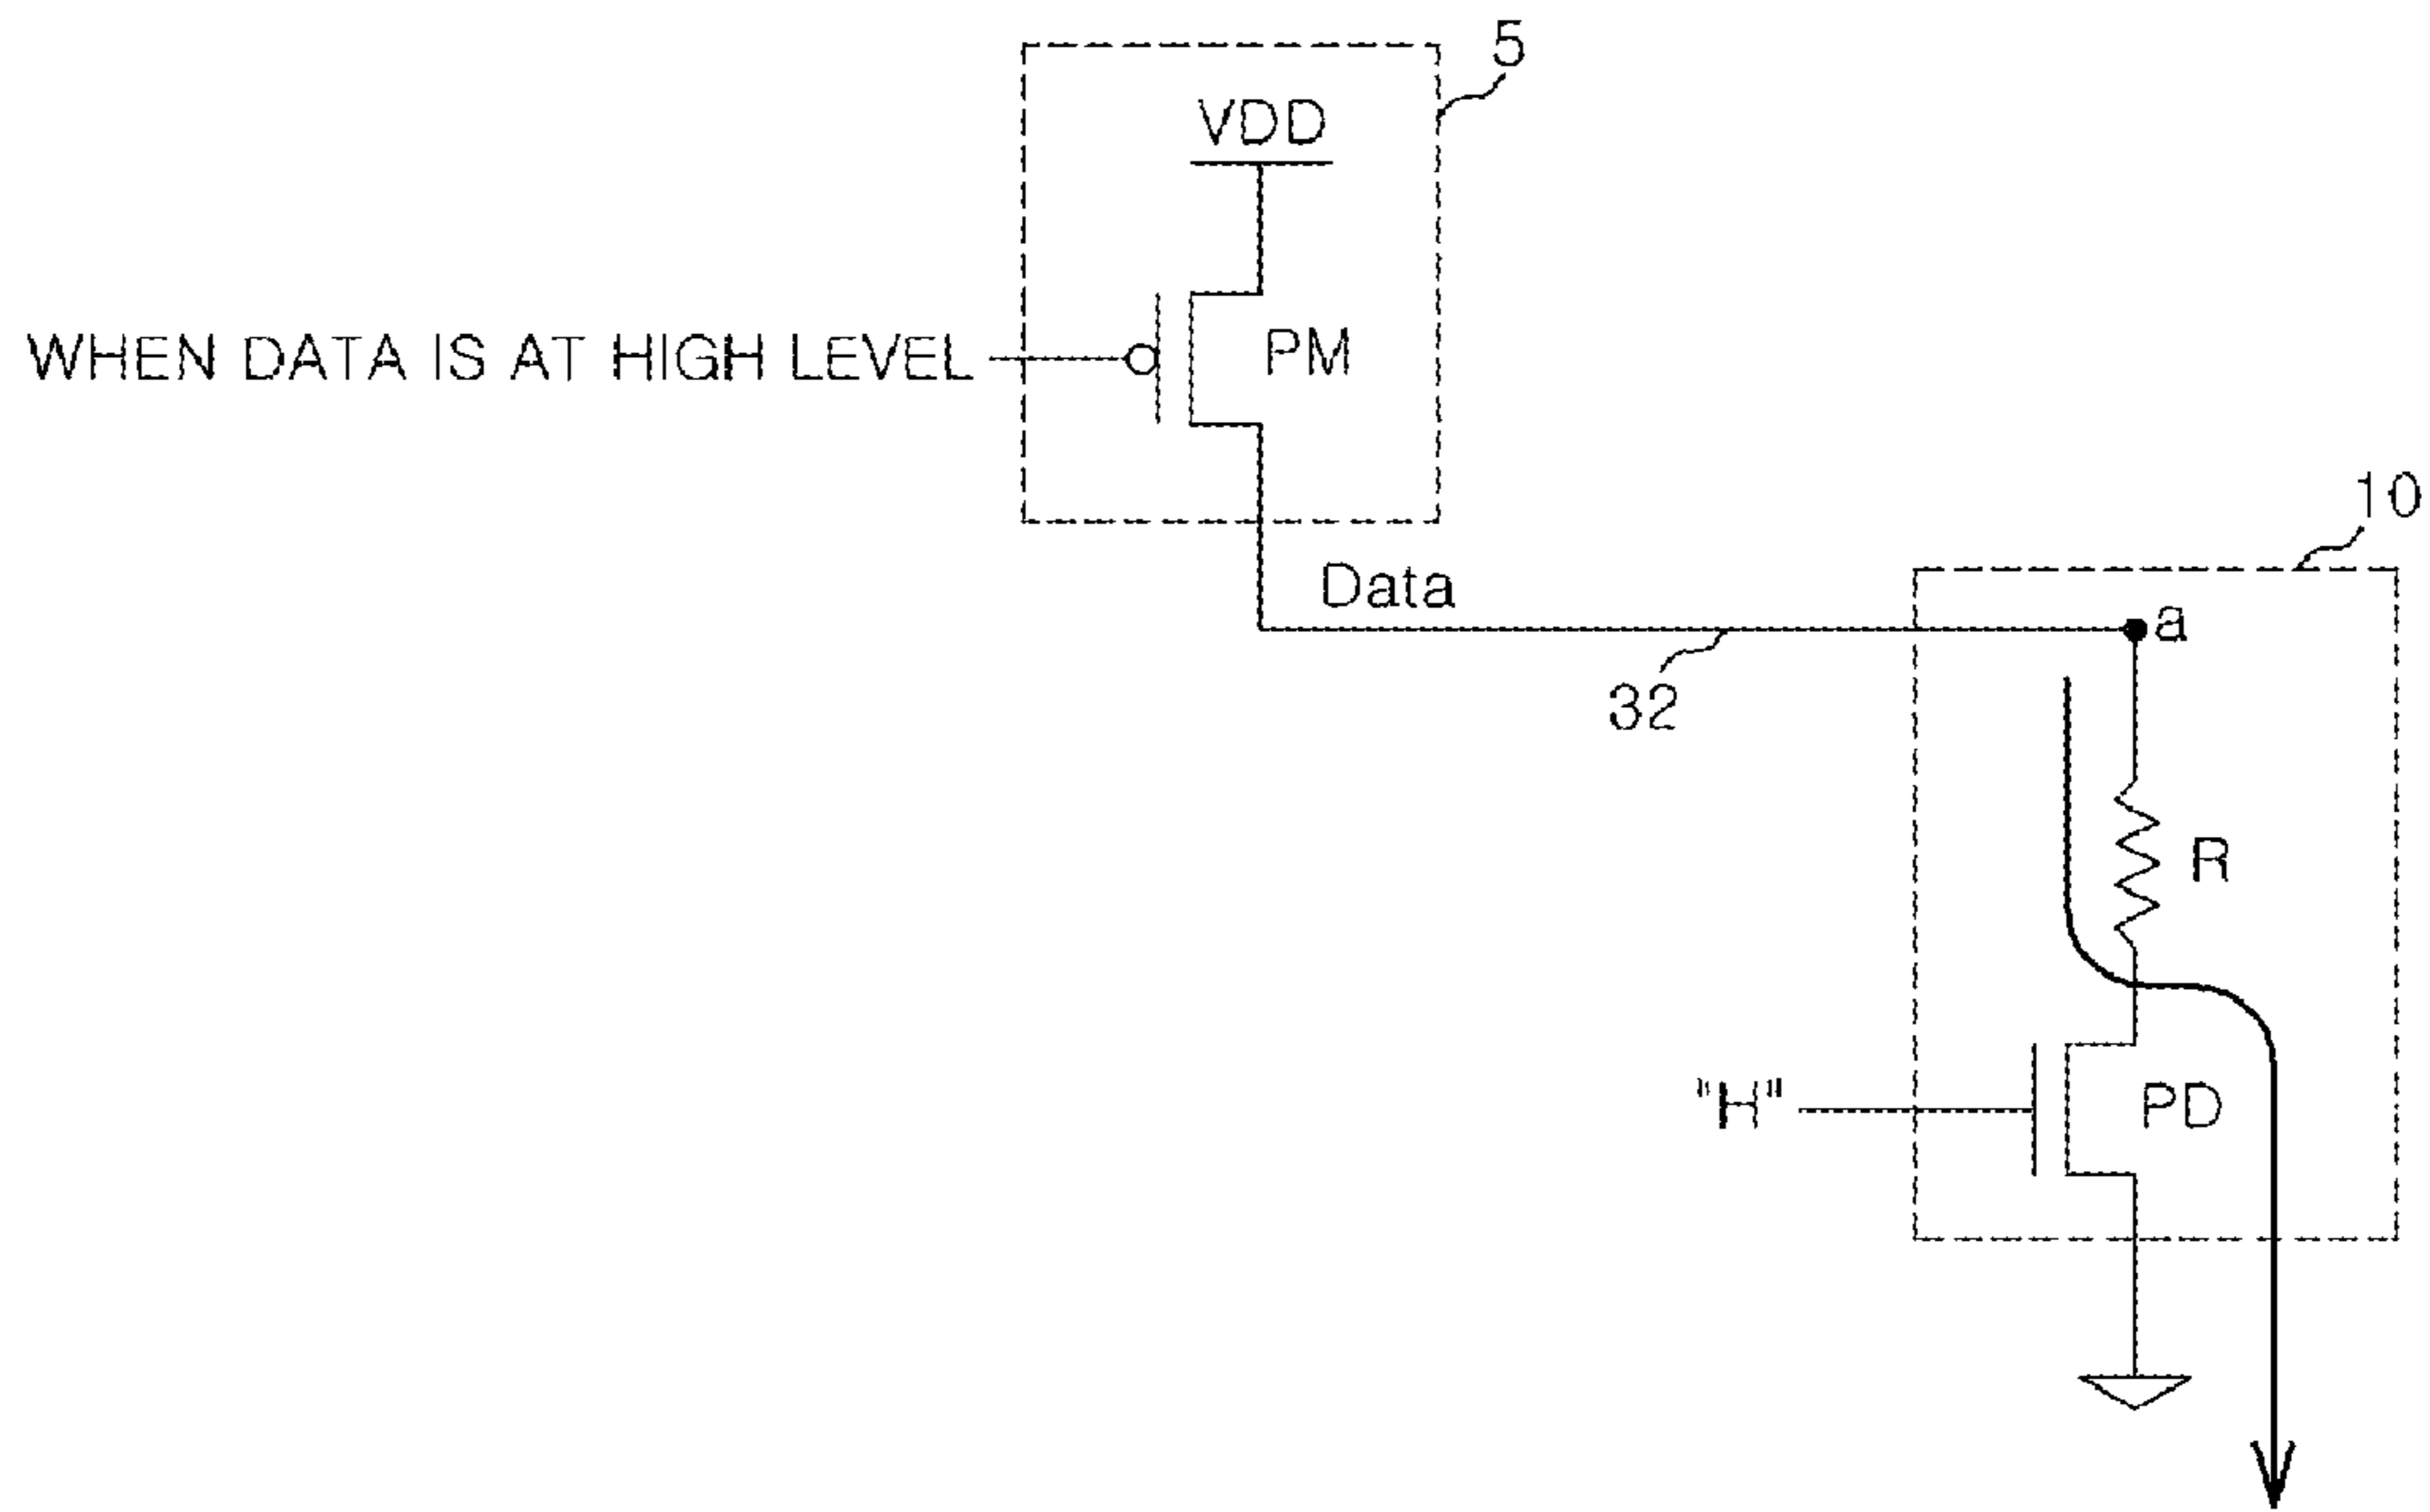 5
VDD
WHEN DATA IS AT HIGH LEVEL
PM
10
Data
a
32
R
"H"
PD